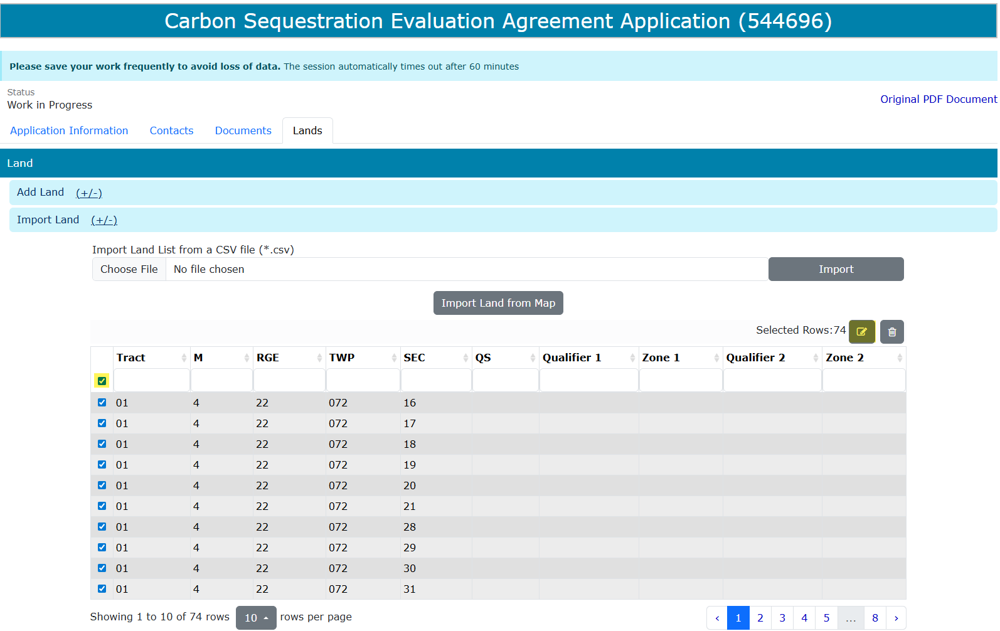 Carbon Sequestration Evaluation Agreement Application (544696)
Please save your work frequently to avoid loss of data. The session automatically times out after 60 minutes
Status
Work in Progress
Original PDF Document
Application Information Contacts Documents Lands
Land
Add Land (+/-)
Import Land (+/-)
Import Land List from a CSV file (*.csv)
Choose File No file chosen Import
Import Land from Map
Selected Rows:74
Tract M RGE TWP SEC QS Qualifier 1 Zone 1 Qualifier 2 Zone 2
01 4 22 072 16
01 4 22 072 17
01 4 22 072 18
01 4 22 072 19
01 4 22 072 20
01 4 22 072 21
01 4 22 072 28
01 4 22 072 29
01 4 22 072 30
01 4 22 072 31
Showing 1 to 10 of 74 rows 10 rows per page ‹ 1 2 3 4 5 ... 8 ›